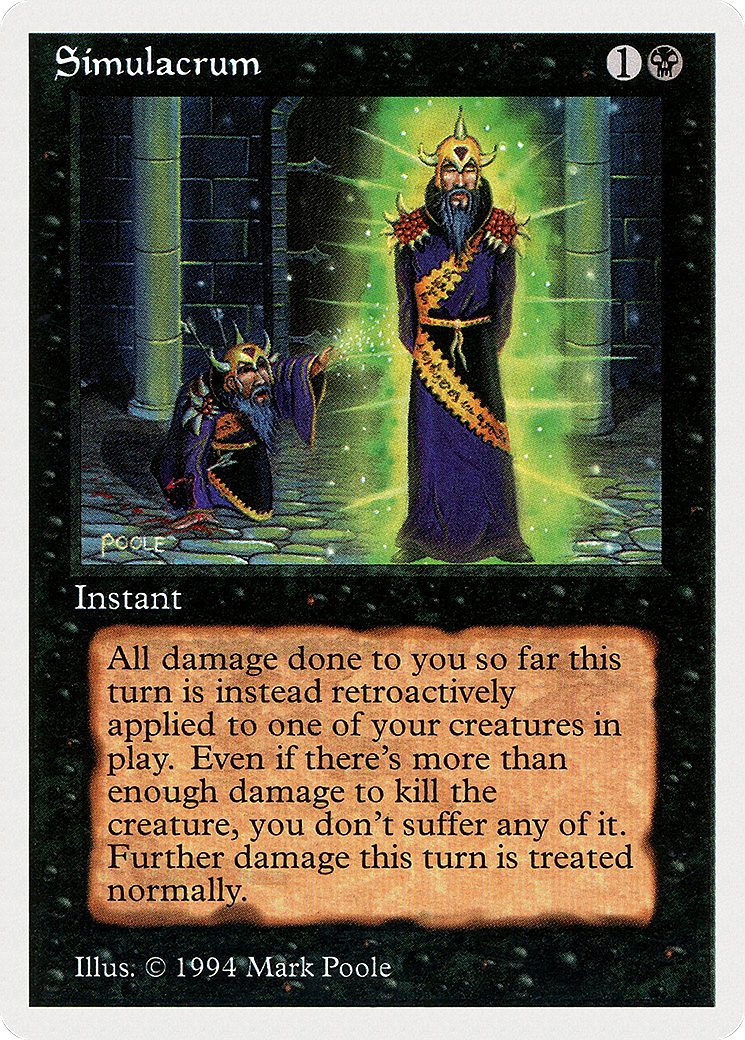 Simulacrum 1
POOLE
Instant
All damage done to you so far this
turn is instead retroactively
applied to one of your creatures in
play. Even if there's more than
enough damage to kill the
creature, you don't suffer any of it.
Further damage this turn is treated
normally.
Illus. © 1994 Mark Poole